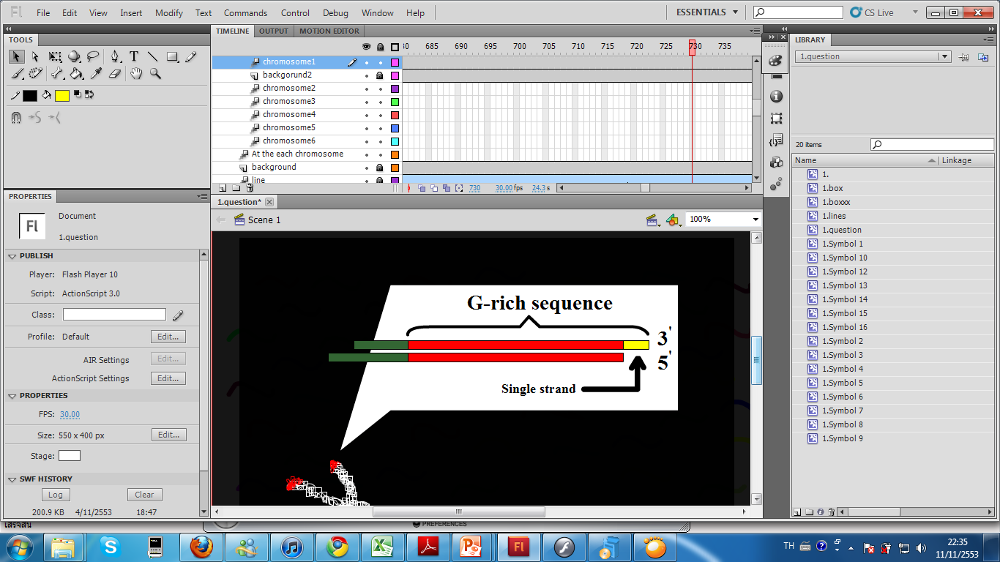 Fl File Edit View Insert Modify Text Commands Control Debug Window Help ESSENTIALS CS Live
TOOLS
TIMELINE OUTPUT MOTION EDITOR
685 690 695 700 705 710 715 720 725 730 735
chromosome1
backgorund2
chromosome2
chromosome3
chromosome4
chromosome5
chromosome6
At the each chromosome
background
line
730 30.00 fps 24.3 s
PROPERTIES
Fl
Document
1.question
PUBLISH
Player: Flash Player 10
Script: ActionScript 3.0
Class:
Profile: Default Edit...
AIR Settings Edit...
ActionScript Settings Edit...
PROPERTIES
FPS: 30.00
Size: 550 x 400 px Edit...
Stage:
SWF HISTORY
Log Clear
200.9 KB 4/11/2553 18:47
1.question*
Scene 1 100%
G-rich sequence
3'
5'
Single strand
LIBRARY
1.question
20 items
Name Linkage
1.
1.box
1.boxxx
1.lines
1.question
1.Symbol 1
1.Symbol 10
1.Symbol 12
1.Symbol 13
1.Symbol 14
1.Symbol 15
1.Symbol 16
1.Symbol 2
1.Symbol 3
1.Symbol 4
1.Symbol 5
1.Symbol 6
1.Symbol 7
1.Symbol 8
1.Symbol 9
PREFERENCES
TH
22:35
11/11/2553